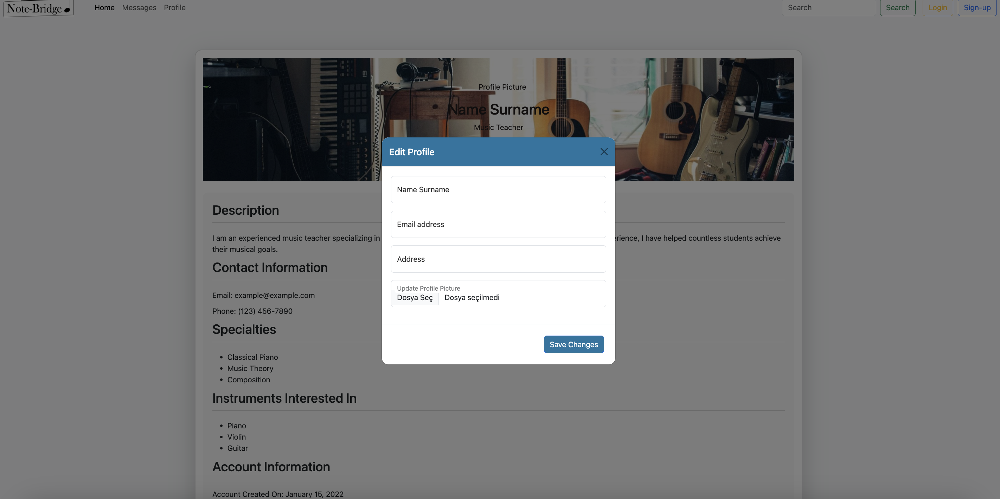 Note-Bridge
Home Messages Profile
Search Search Login Sign-up
Profile Picture
Name Surname
Music Teacher
Edit Profile
Name Surname
Email address
Address
Update Profile Picture
Dosya Seç Dosya seçilmedi
Save Changes
Description
I am an experienced music teacher specializing in rience, I have helped countless students achieve
their musical goals.
Contact Information
Email: example@example.com
Phone: (123) 456-7890
Specialties
• Classical Piano
• Music Theory
• Composition
Instruments Interested In
• Piano
• Violin
• Guitar
Account Information
Account Created On: January 15, 2022